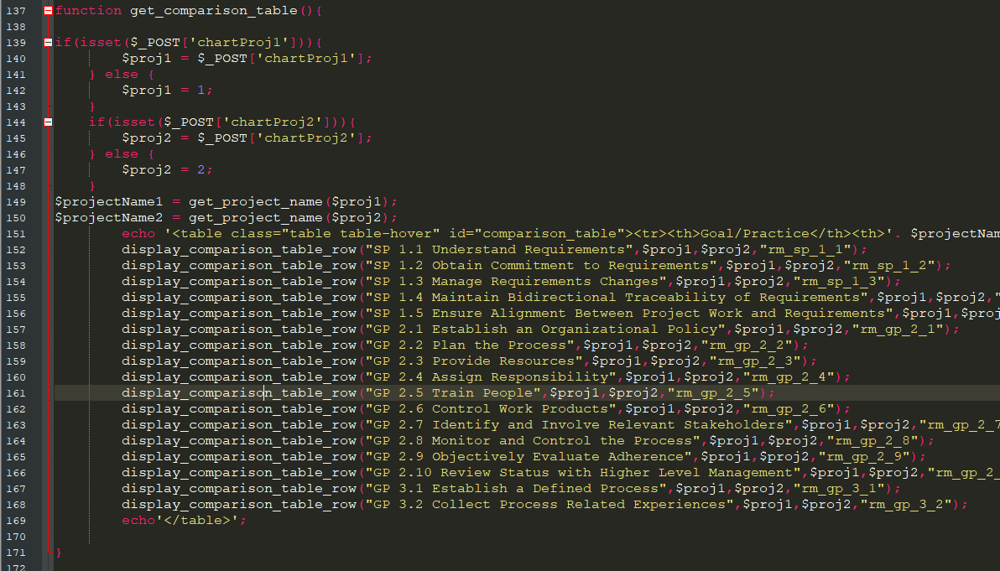 137 function get_comparison_table(){
138
139 if(isset($_POST['chartProj1'])){
140 $proj1 = $_POST['chartProj1'];
141 } else {
142 $proj1 = 1;
143 }
144 if(isset($_POST['chartProj2'])){
145 $proj2 = $_POST['chartProj2'];
146 } else {
147 $proj2 = 2;
148 }
149 $projectName1 = get_project_name($proj1);
150 $projectName2 = get_project_name($proj2);
151 echo '<table class="table table-hover" id="comparison_table"><tr><th>Goal/Practice</th><th>'. $projectNam
152 display_comparison_table_row("SP 1.1 Understand Requirements",$proj1,$proj2,"rm_sp_1_1");
153 display_comparison_table_row("SP 1.2 Obtain Commitment to Requirements",$proj1,$proj2,"rm_sp_1_2");
154 display_comparison_table_row("SP 1.3 Manage Requirements Changes",$proj1,$proj2,"rm_sp_1_3");
155 display_comparison_table_row("SP 1.4 Maintain Bidirectional Traceability of Requirements",$proj1,$proj2,"
156 display_comparison_table_row("SP 1.5 Ensure Alignment Between Project Work and Requirements",$proj1,$proj
157 display_comparison_table_row("GP 2.1 Establish an Organizational Policy",$proj1,$proj2,"rm_gp_2_1");
158 display_comparison_table_row("GP 2.2 Plan the Process",$proj1,$proj2,"rm_gp_2_2");
159 display_comparison_table_row("GP 2.3 Provide Resources",$proj1,$proj2,"rm_gp_2_3");
160 display_comparison_table_row("GP 2.4 Assign Responsibility",$proj1,$proj2,"rm_gp_2_4");
161 display_comparison_table_row("GP 2.5 Train People",$proj1,$proj2,"rm_gp_2_5");
162 display_comparison_table_row("GP 2.6 Control Work Products",$proj1,$proj2,"rm_gp_2_6");
163 display_comparison_table_row("GP 2.7 Identify and Involve Relevant Stakeholders",$proj1,$proj2,"rm_gp_2_7
164 display_comparison_table_row("GP 2.8 Monitor and Control the Process",$proj1,$proj2,"rm_gp_2_8");
165 display_comparison_table_row("GP 2.9 Objectively Evaluate Adherence",$proj1,$proj2,"rm_gp_2_9");
166 display_comparison_table_row("GP 2.10 Review Status with Higher Level Management",$proj1,$proj2,"rm_gp_2_
167 display_comparison_table_row("GP 3.1 Establish a Defined Process",$proj1,$proj2,"rm_gp_3_1");
168 display_comparison_table_row("GP 3.2 Collect Process Related Experiences",$proj1,$proj2,"rm_gp_3_2");
169 echo'</table>';
170
171 }
172